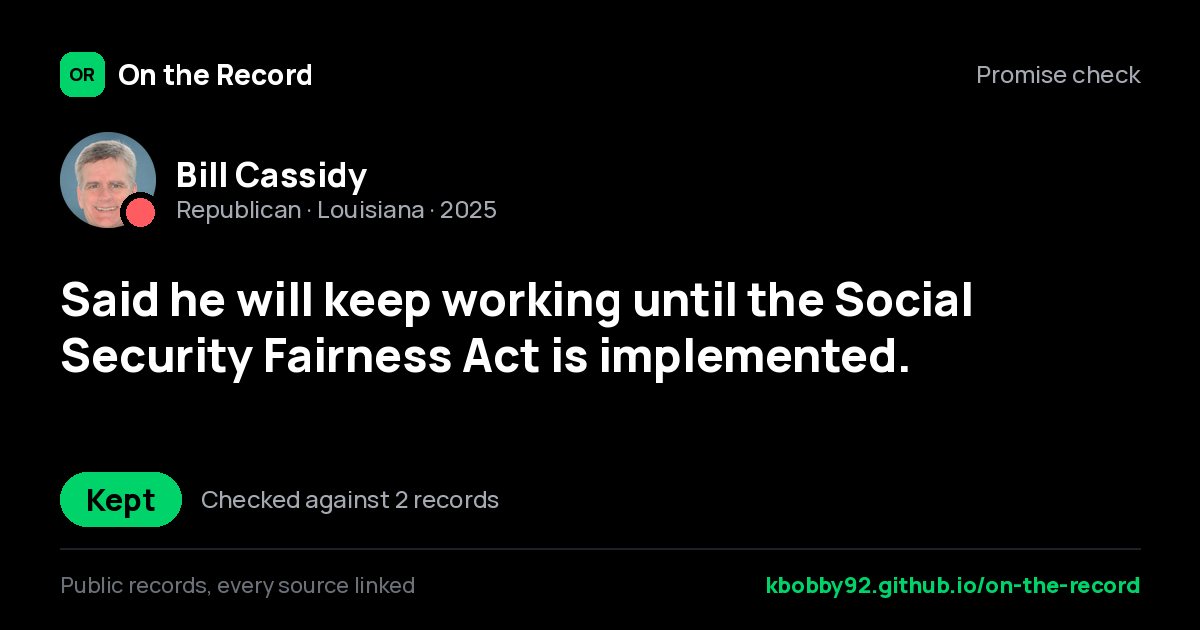 OR On the Record
Promise check
Bill Cassidy
Republican · Louisiana · 2025
Said he will keep working until the Social
Security Fairness Act is implemented.
Kept Checked against 2 records
Public records, every source linked
kbobby92.github.io/on-the-record